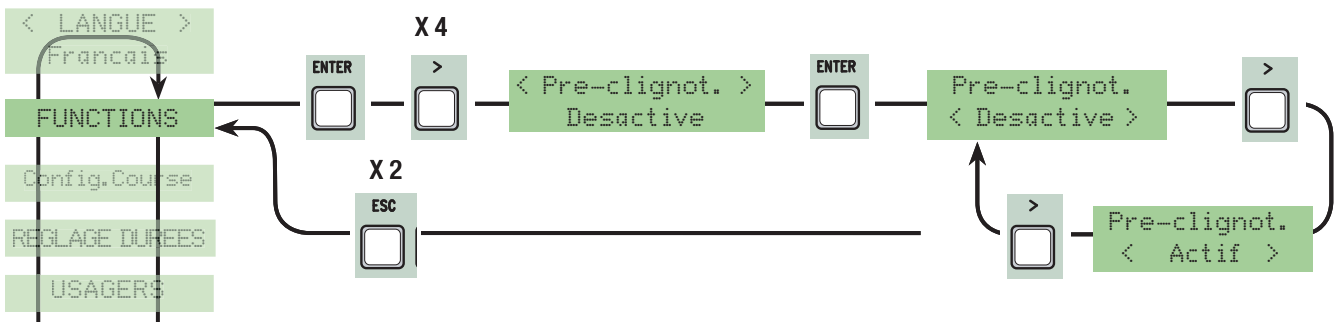 < LANGUE >
Francais
FUNCTIONS
Config.Course
REGLAGE DUREES
USAGERS
ENTER
X 4
>
< Pre-clignot. >
Desactive
ENTER
Pre-clignot.
< Desactive >
>
Pre-clignot.
< Actif >
>
X 2
ESC